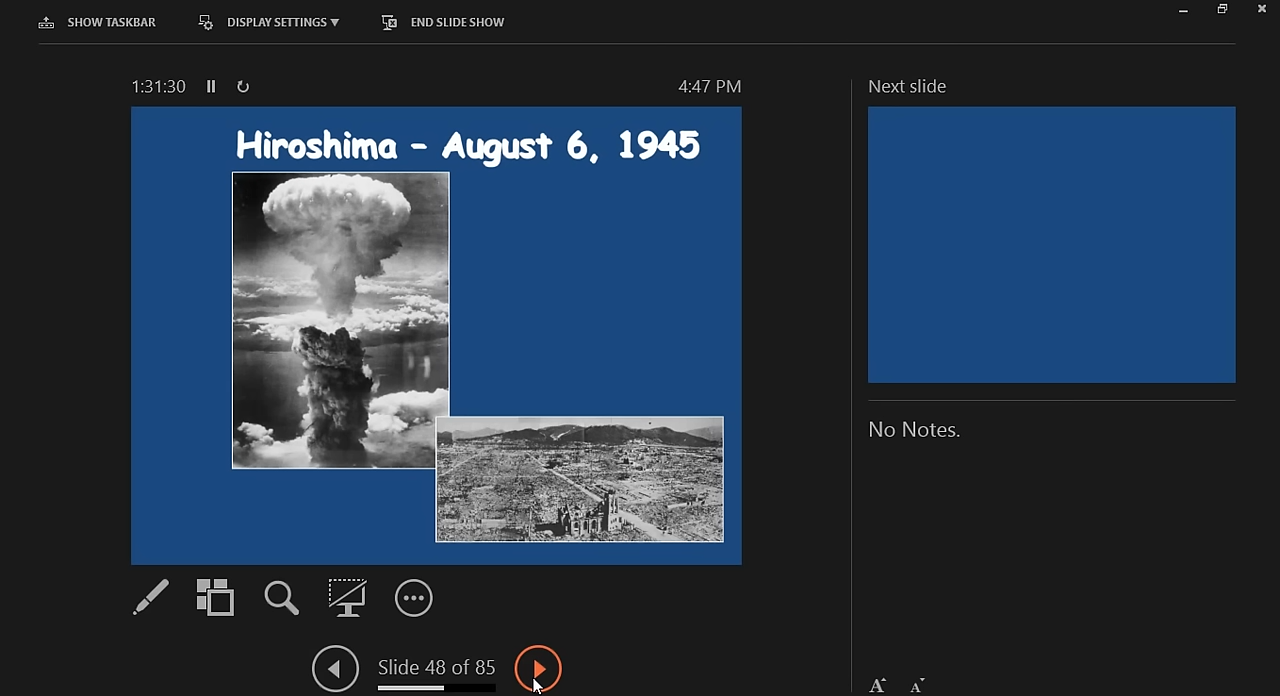 SHOW TASKBAR DISPLAY SETTINGS ▼ END SLIDE SHOW
1:31:30 4:47 PM Next slide
Hiroshima - August 6, 1945
No Notes.
Slide 48 of 85
A A